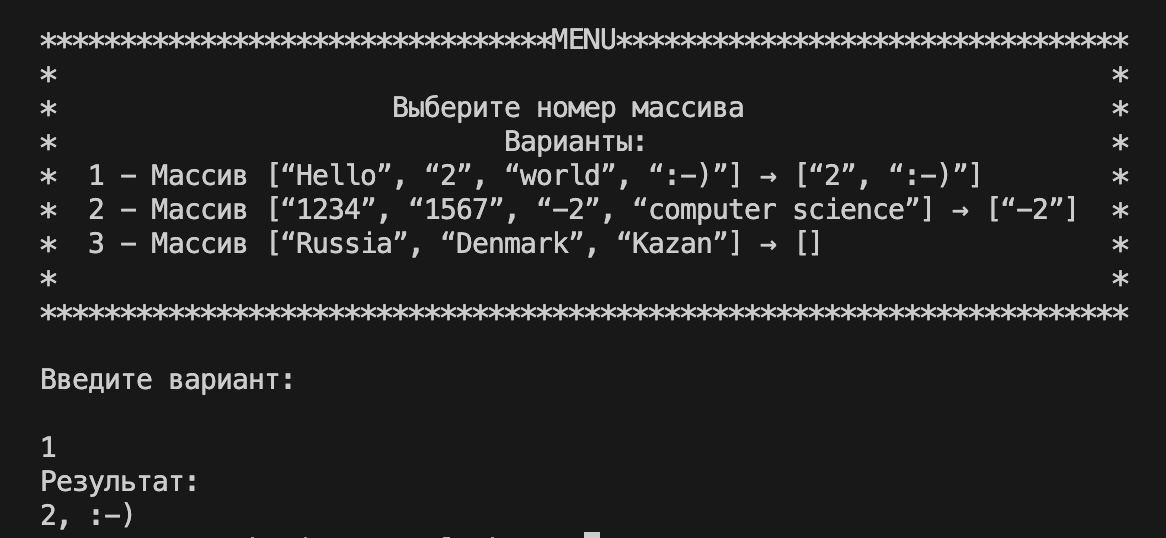 ********************************MENU********************************
* *
* Выберите номер массива *
* Варианты: *
* 1 – Массив [“Hello”, “2”, “world”, “:-)”] → [“2”, “:-)”] *
* 2 – Массив [“1234”, “1567”, “-2”, “computer science”] → [“-2”] *
* 3 – Массив [“Russia”, “Denmark”, “Kazan”] → [] *
* *
********************************************************************
Введите вариант:
1
Результат:
2, :-)